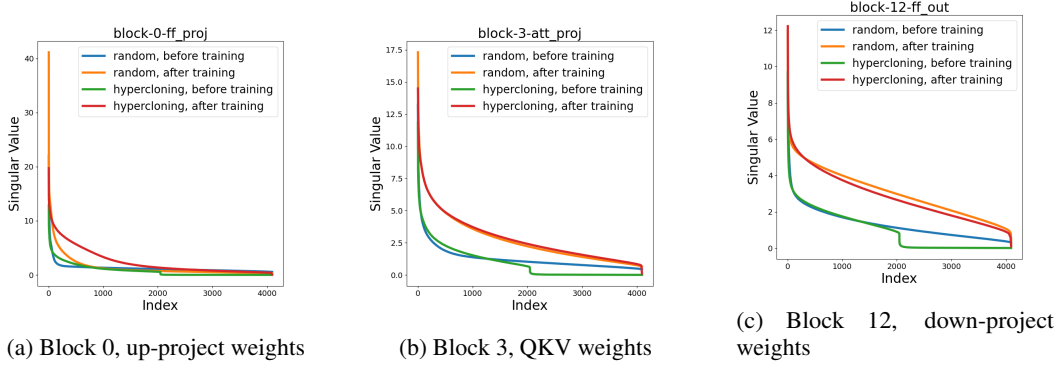 block-0-ff_proj
Singular Value
40
30
20
10
0
random, before training
random, after training
hypercloning, before training
hypercloning, after training
0 1000 2000 3000 4000
Index
(a) Block 0, up-project weights
block-3-att_proj
Singular Value
17.5
15.0
12.5
10.0
7.5
5.0
2.5
0.0
random, before training
random, after training
hypercloning, before training
hypercloning, after training
0 1000 2000 3000 4000
Index
(b) Block 3, QKV weights
block-12-ff_out
Singular Value
12
10
8
6
4
2
0
random, before training
random, after training
hypercloning, before training
hypercloning, after training
0 1000 2000 3000 4000
Index
(c) Block 12, down-project
weights